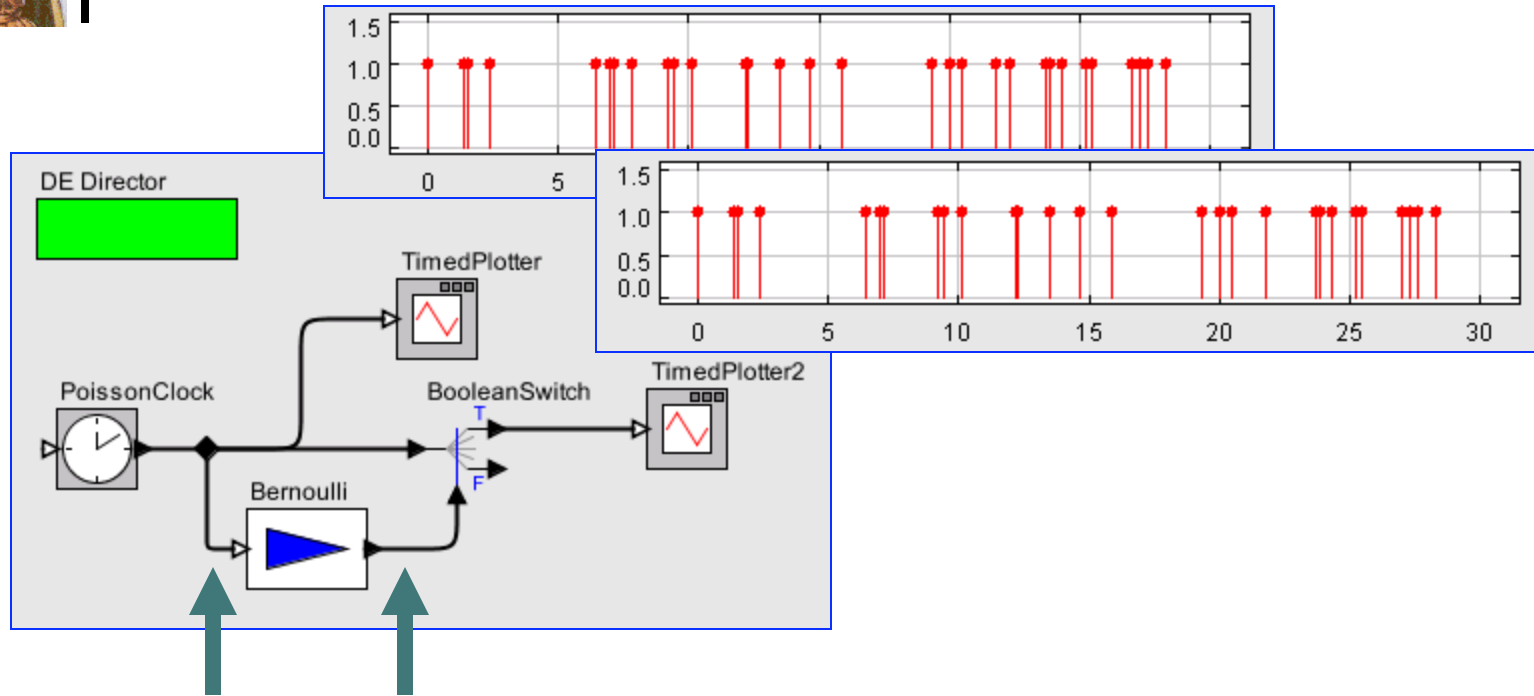 1.5
1.0
0.5
0.0
0 5
DE Director
1.5
1.0
0.5
0.0
0 5 10 15 20 25 30
TimedPlotter
TimedPlotter2
PoissonClock
BooleanSwitch
T
F
Bernoulli